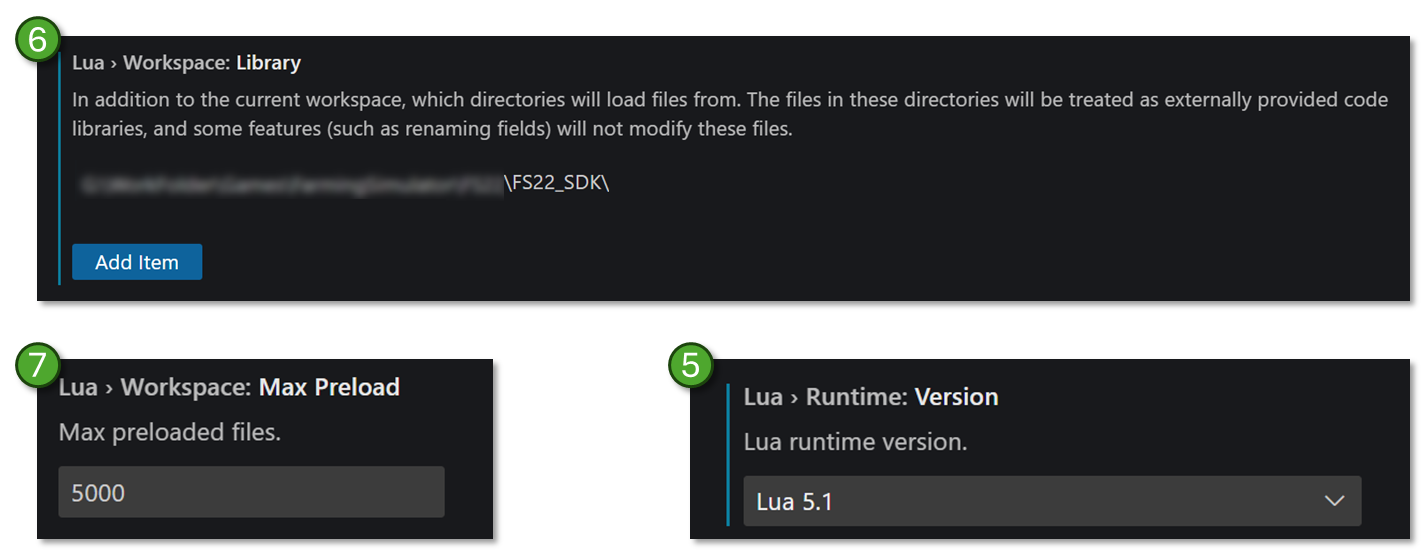 6
Lua › Workspace: Library
In addition to the current workspace, which directories will load files from. The files in these directories will be treated as externally provided code
libraries, and some features (such as renaming fields) will not modify these files.
\FS22_SDK\
Add Item
7
Lua › Workspace: Max Preload
Max preloaded files.
5000
5
Lua › Runtime: Version
Lua runtime version.
Lua 5.1